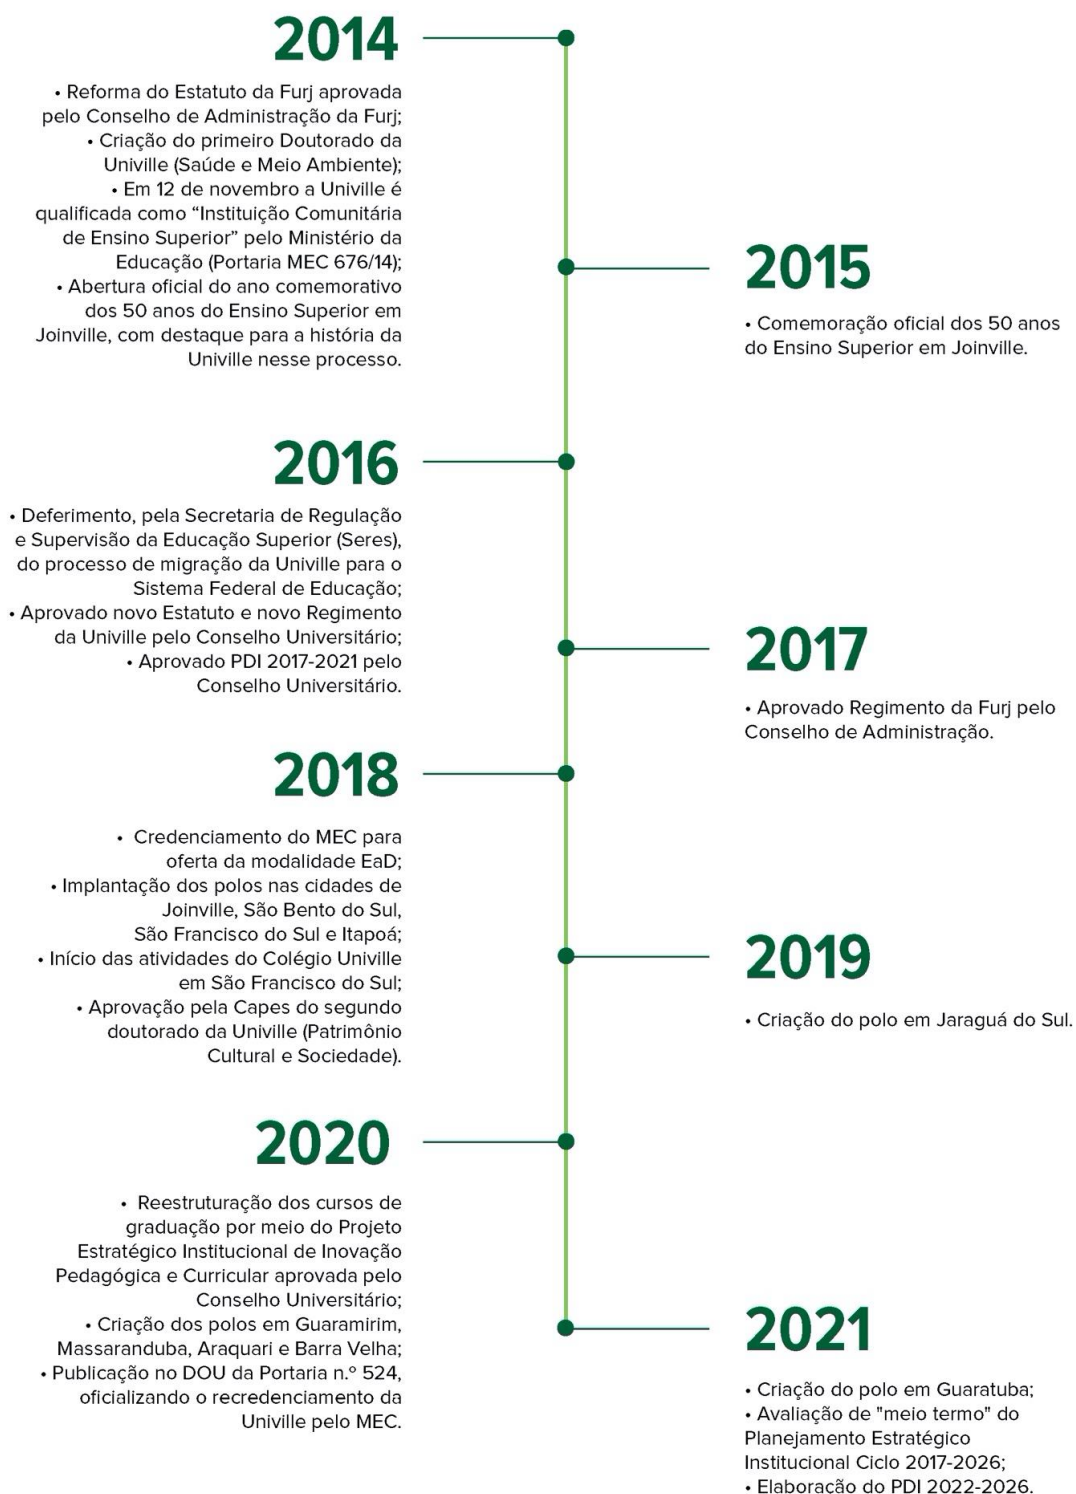 2014
• Reforma do Estatuto da Furj aprovada
pelo Conselho de Administração da Furj;
• Criação do primeiro Doutorado da
Univille (Saúde e Meio Ambiente);
• Em 12 de novembro a Univille é
qualificada como “Instituição Comunitária
de Ensino Superior” pelo Ministério da
Educação (Portaria MEC 676/14);
• Abertura oficial do ano comemorativo
dos 50 anos do Ensino Superior em
Joinville, com destaque para a história da
Univille nesse processo.
2015
• Comemoração oficial dos 50 anos
do Ensino Superior em Joinville.
2016
• Deferimento, pela Secretaria de Regulação
e Supervisão da Educação Superior (Seres),
do processo de migração da Univille para o
Sistema Federal de Educação;
• Aprovado novo Estatuto e novo Regimento
da Univille pelo Conselho Universitário;
• Aprovado PDI 2017-2021 pelo
Conselho Universitário.
2017
• Aprovado Regimento da Furj pelo
Conselho de Administração.
2018
• Credenciamento do MEC para
oferta da modalidade EaD;
• Implantação dos polos nas cidades de
Joinville, São Bento do Sul,
São Francisco do Sul e Itapoá;
• Início das atividades do Colégio Univille
em São Francisco do Sul;
• Aprovação pela Capes do segundo
doutorado da Univille (Patrimônio
Cultural e Sociedade).
2019
• Criação do polo em Jaraguá do Sul.
2020
• Reestruturação dos cursos de
graduação por meio do Projeto
Estratégico Institucional de Inovação
Pedagógica e Curricular aprovada pelo
Conselho Universitário;
• Criação dos polos em Guaramirim,
Massaranduba, Araquari e Barra Velha;
• Publicação no DOU da Portaria n.º 524,
oficializando o recredenciamento da
Univille pelo MEC.
2021
• Criação do polo em Guaratuba;
• Avaliação de "meio termo" do
Planejamento Estratégico
Institucional Ciclo 2017-2026;
• Elaboração do PDI 2022-2026.